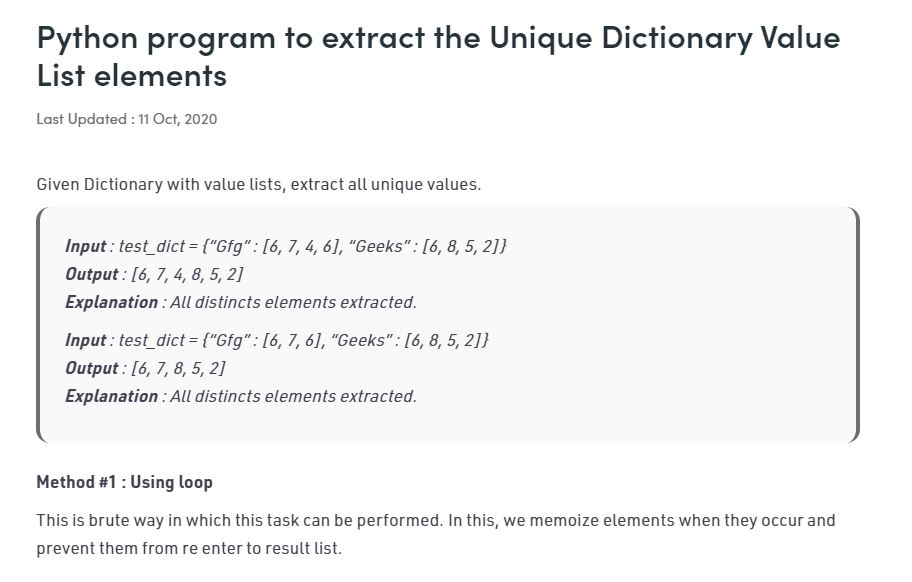 Python program to extract the Unique Dictionary Value
List elements
Last Updated : 11 Oct, 2020
Given Dictionary with value lists, extract all unique values.
Input : test_dict = {“Gfg” : [6, 7, 4, 6], “Geeks” : [6, 8, 5, 2]}
Output : [6, 7, 4, 8, 5, 2]
Explanation : All distincts elements extracted.
Input : test_dict = {“Gfg” : [6, 7, 6], “Geeks” : [6, 8, 5, 2]}
Output : [6, 7, 8, 5, 2]
Explanation : All distincts elements extracted.
Method #1 : Using loop
This is brute way in which this task can be performed. In this, we memoize elements when they occur and
prevent them from re enter to result list.